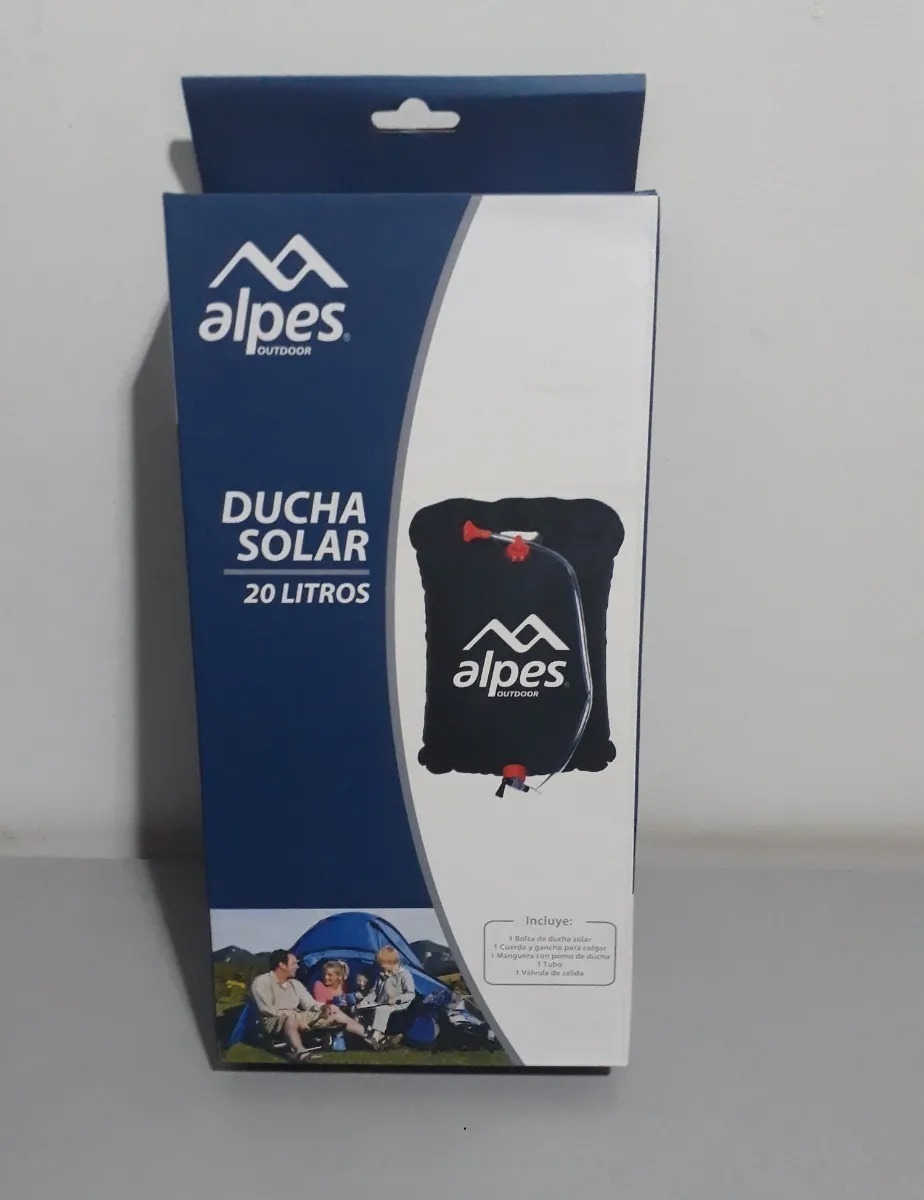 alpes
OUTDOOR
DUCHA
SOLAR
20 LITROS
alpes
OUTDOOR
Incluye:
1 Bolsa de ducha solar
1 Cuerda y gancho para colgar
1 Manguera con pomo de ducha
1 Tubo
1 Válvula de salida